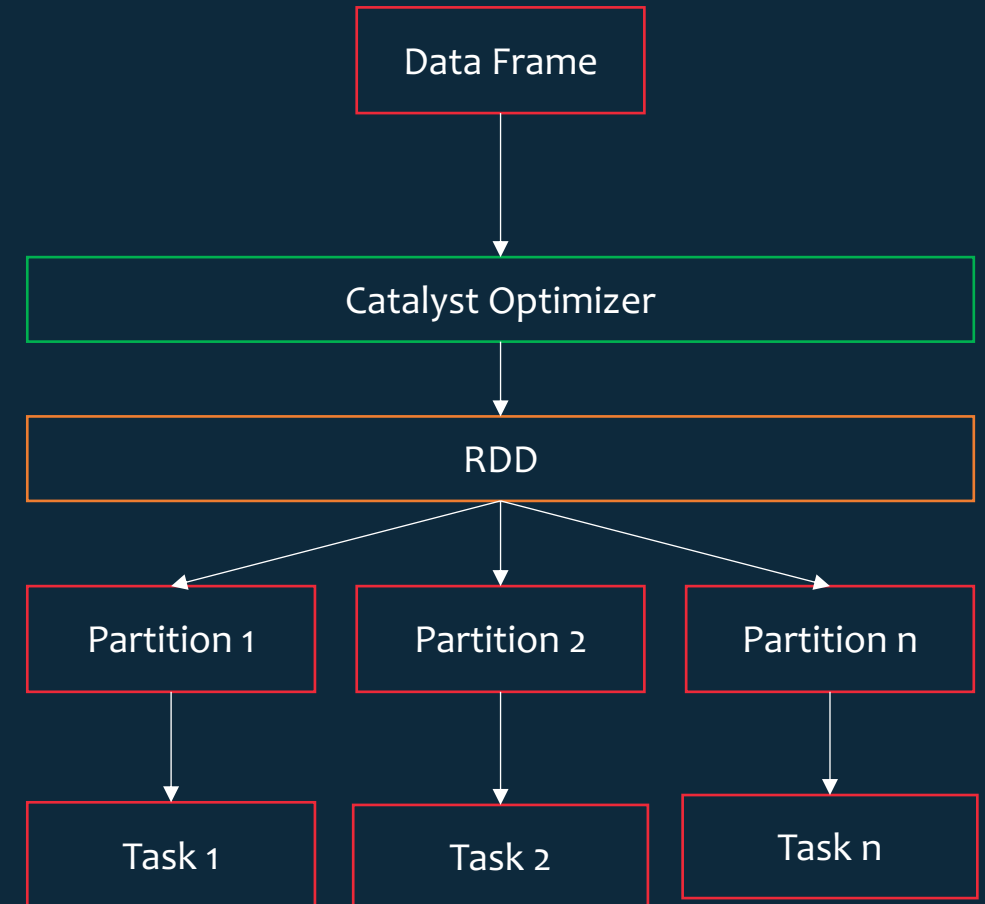 Data Frame
Catalyst Optimizer
RDD
Partition 1
Partition 2
Partition n
Task 1
Task 2
Task n